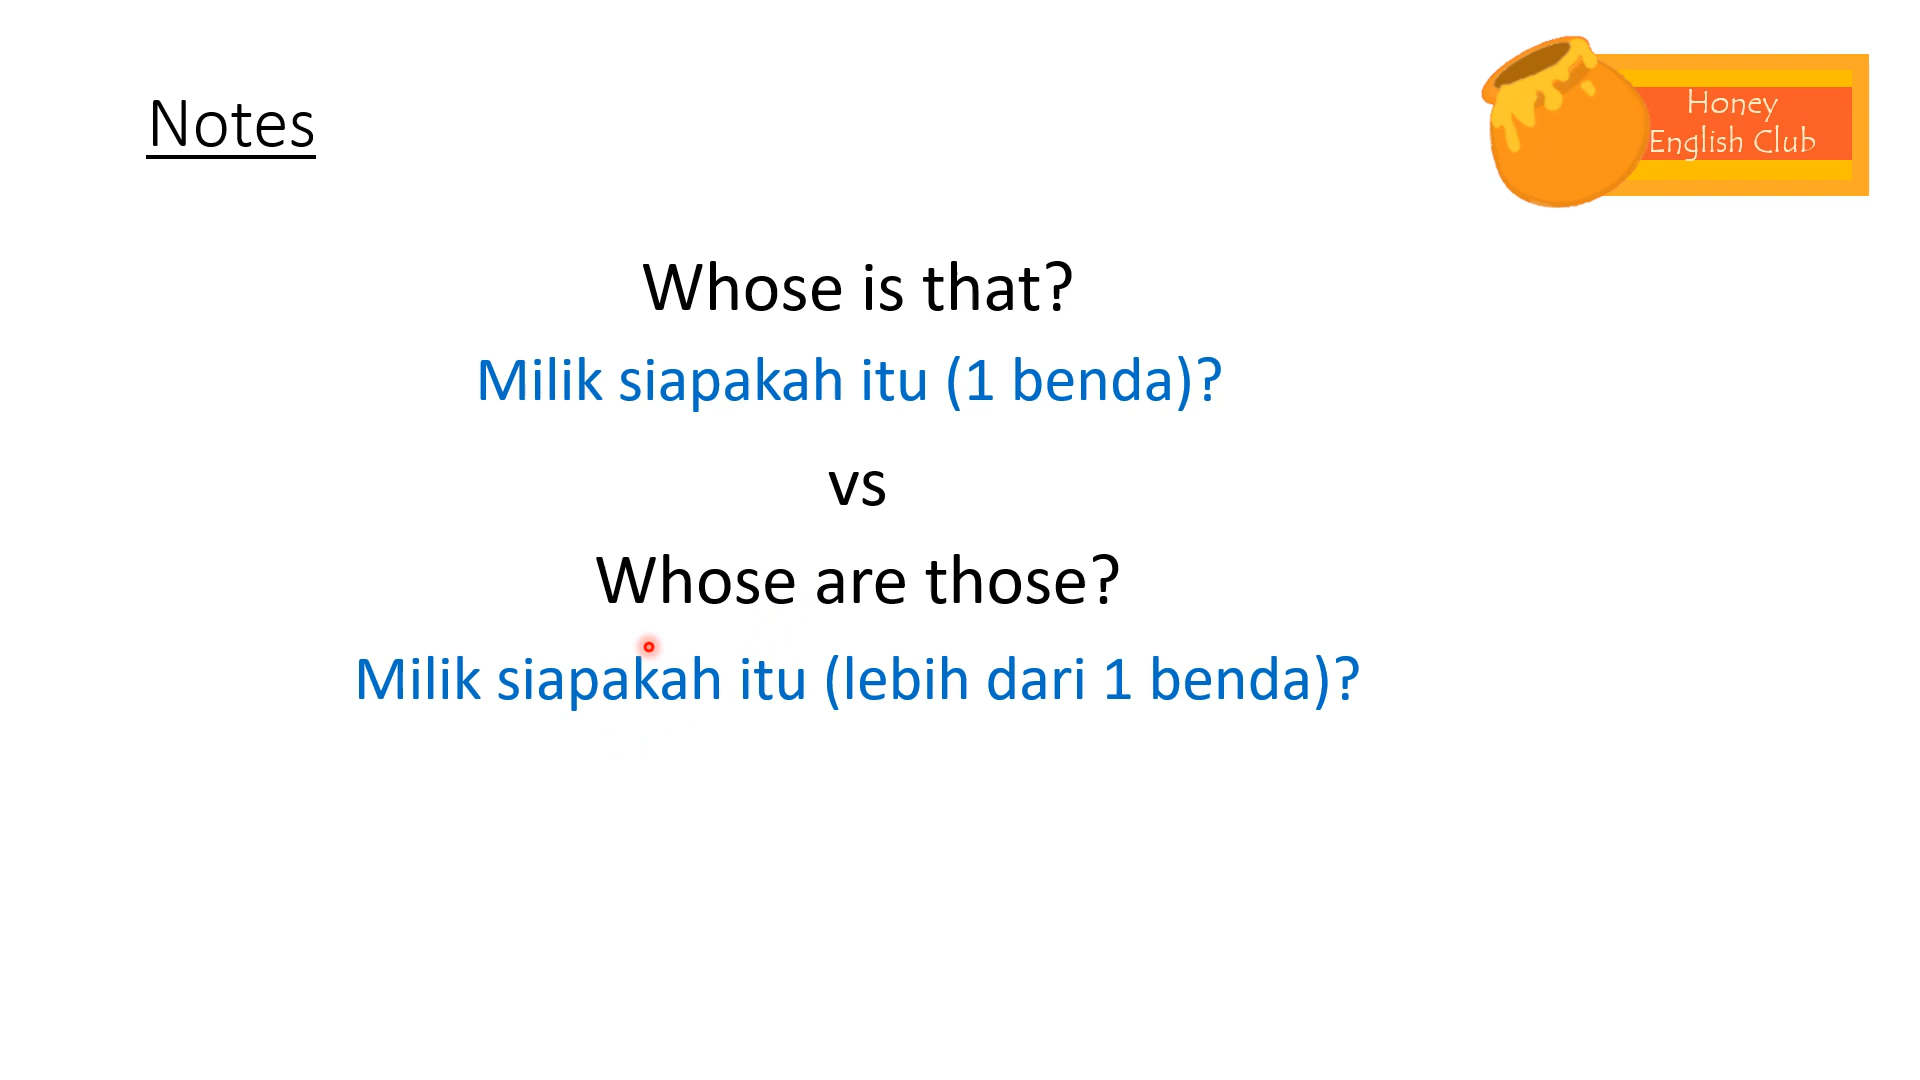 Notes
Honey
English Club
Whose is that?
Milik siapakah itu (1 benda)?
vs
Whose are those?
Milik siapakah itu (lebih dari 1 benda)?